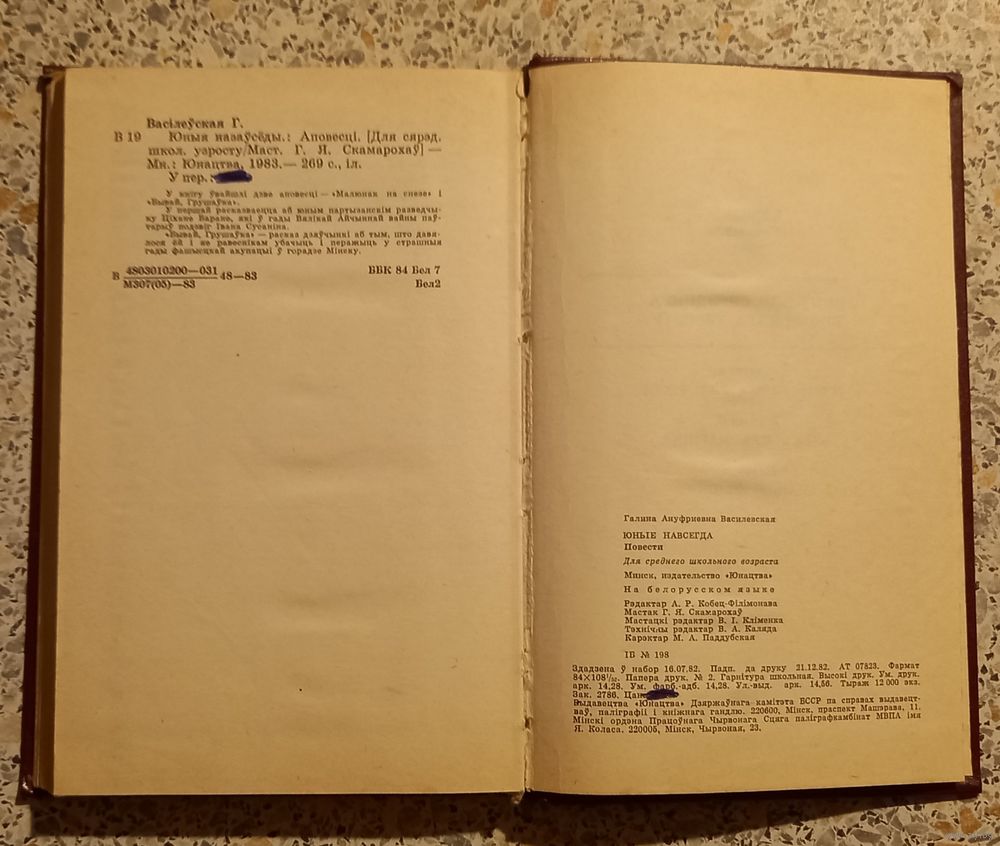 Васілеўская Г.
В 19 Юныя назаўсёды.: Аповесці. [Для сярэд.
школ. узросту/Маст. Г. Я. Скамарохаў] —
Мн.: Юнацтва, 1983.— 269 с., іл.
У пер.:
У кнігу ўвайшлі дзве аповесці — «Малюнак на снезе» і
«Бывай, Грушаўка».
У першай расказваецца аб юным партызанскім разведчы-
ку Ціхане Баране, які ў гады Вялікай Айчыннай вайны паў-
тарыў подзвіг Івана Сусаніна.
«Бывай, Грушаўка» — расказ дзяўчынкі аб тым, што давя-
лося ёй і яе равеснікам убачыць і перажыць у страшныя
гады фашысцкай акупацыі ў горадзе Мінску.
В 4803010200—031 48—83 ББК 84 Бел 7
М307(05)—83 Бел2
Галина Ануфриевна Василевская
ЮНЫЕ НАВСЕГДА
Повести
Для среднего школьного возраста
Минск, издательство «Юнацтва»
На белорусском языке
Рэдактар А. Р. Кобец-Філімонава
Мастак Г. Я. Скамарохаў
Мастацкі рэдактар В. І. Кліменка
Тэхнічны рэдактар В. А. Каляда
Карэктар М. А. Паддубская
ІБ № 198
Здадзена ў набор 16.07.82. Падп. да друку 21.12.82. АТ 07823. Фармат
84×108¹/₃₂. Папера друк. № 2. Гарнітура школьная. Высокі друк. Ум. друк.
арк. 14,28. Ум. фарб.-адб. 14,28. Ул.-выд. арк. 14,56. Тыраж 12 000 экз.
Зак. 2786. Цана
Выдавецтва «Юнацтва» Дзяржаўнага камітэта БССР па справах выдавецт-
ваў, паліграфіі і кніжнага гандлю. 220600, Мінск, праспект Машэрава, 11.
Мінскі ордэна Працоўнага Чырвонага Сцяга паліграфкамбінат МВПА імя
Я. Коласа. 220005, Мінск, Чырвоная, 23.